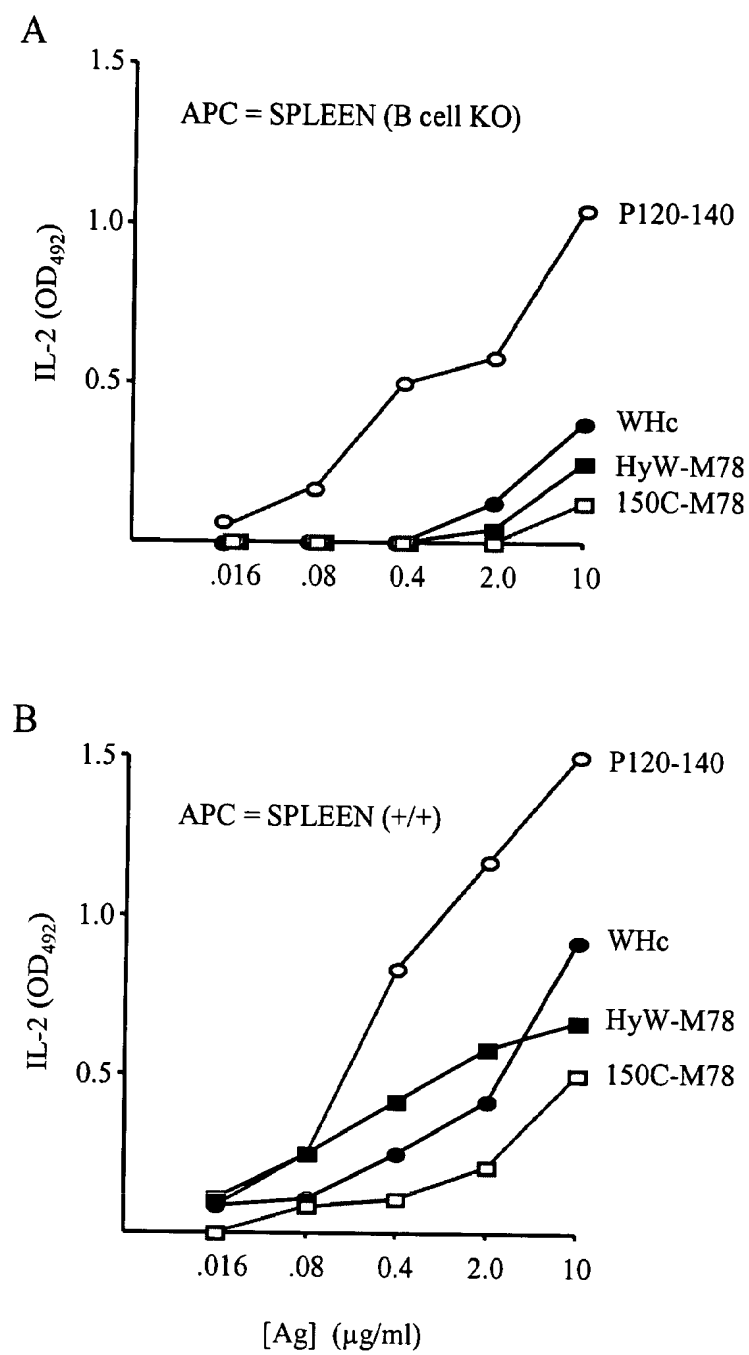 A
1.5
APC = SPLEEN (B cell KO)
P120-140
1.0
IL-2 (OD492)
0.5
WHc
HyW-M78
150C-M78
.016 .08 0.4 2.0 10
B
1.5
P120-140
APC = SPLEEN (+/+)
1.0
WHc
IL-2 (OD492)
HyW-M78
0.5
150C-M78
.016 .08 0.4 2.0 10
[Ag] (µg/ml)